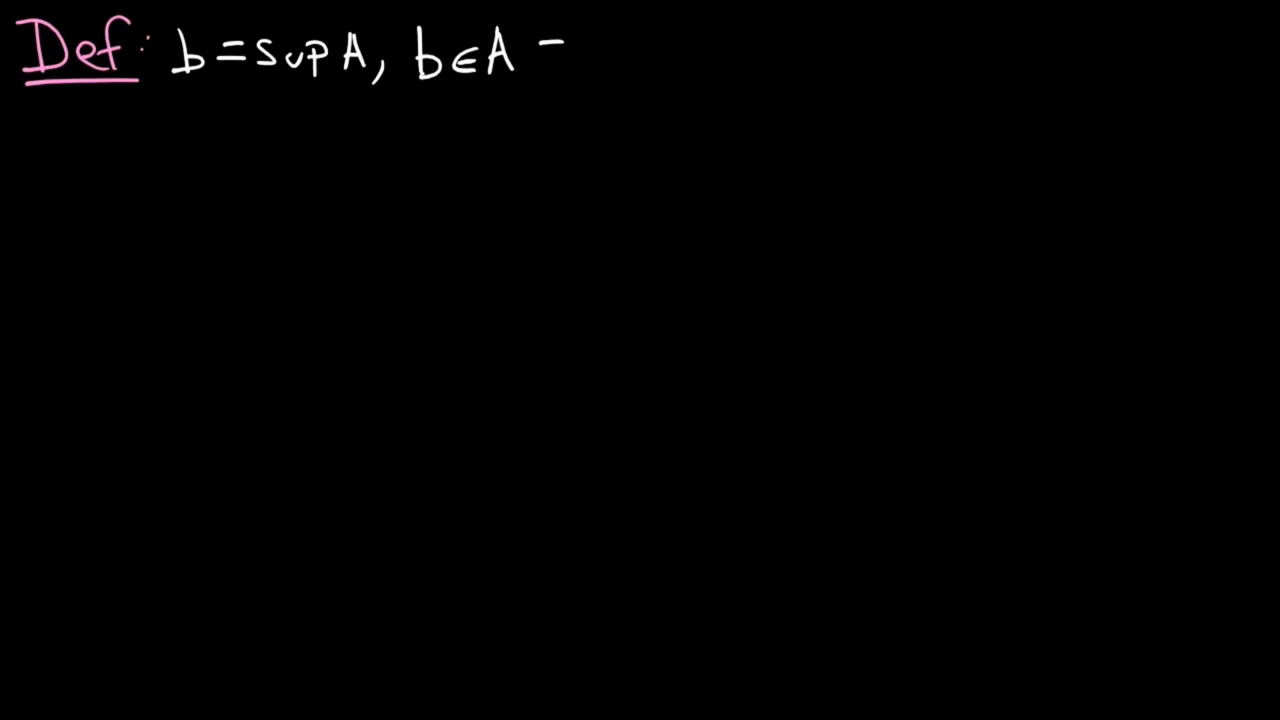 Def: b = sup A, b ∈ A -